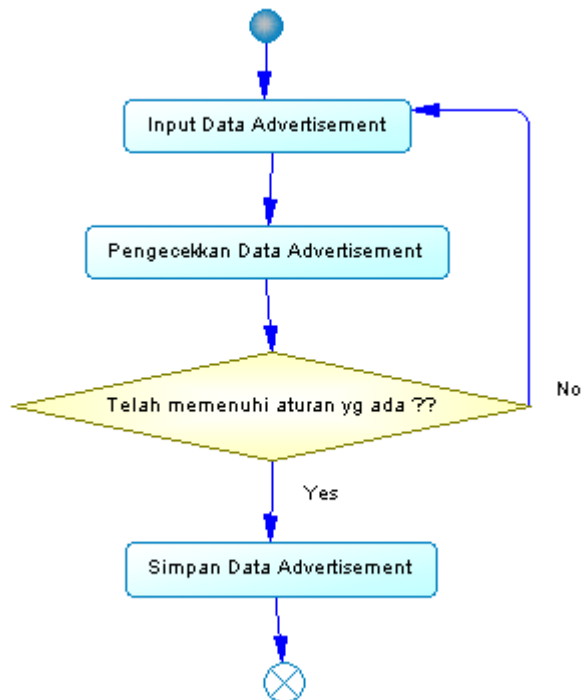 Input Data Advertisement
Pengecekkan Data Advertisement
Telah memenuhi aturan yg ada ??
No
Yes
Simpan Data Advertisement